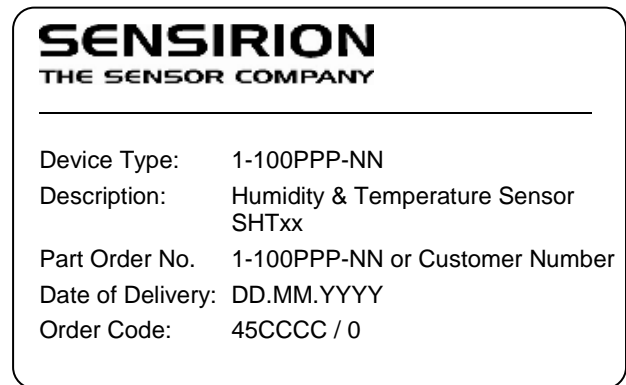 SENSIRION
THE SENSOR COMPANY
Device Type: 1-100PPP-NN
Description: Humidity & Temperature Sensor
SHTxx
Part Order No. 1-100PPP-NN or Customer Number
Date of Delivery: DD.MM.YYYY
Order Code: 45CCCC / 0